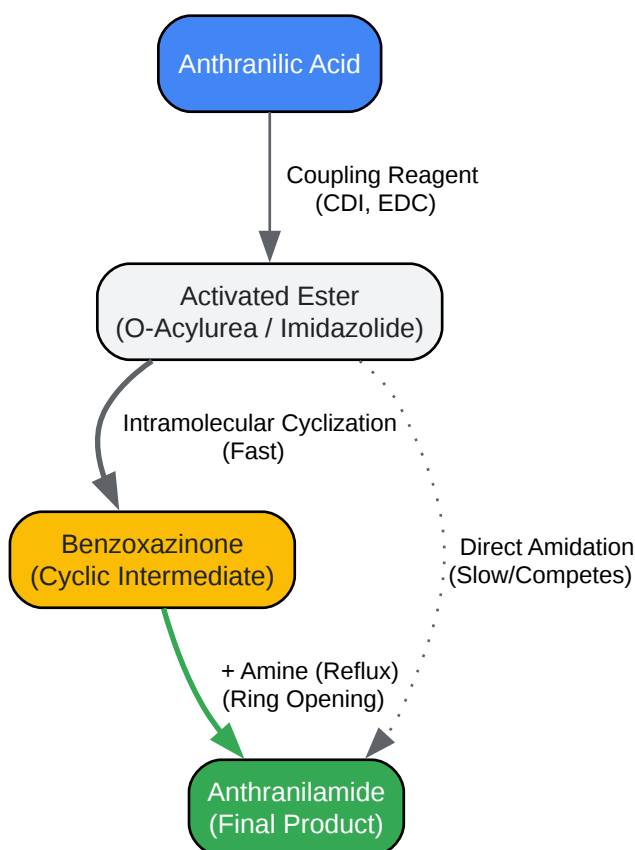 Anthranilic Acid
Coupling Reagent
(CDI, EDC)
Activated Ester
(O-Acylurea / Imidazolide)
Intramolecular Cyclization
(Fast)
Benzoxazinone
(Cyclic Intermediate)
Direct Amidation
(Slow/Competes)
+ Amine (Reflux)
(Ring Opening)
Anthranilamide
(Final Product)